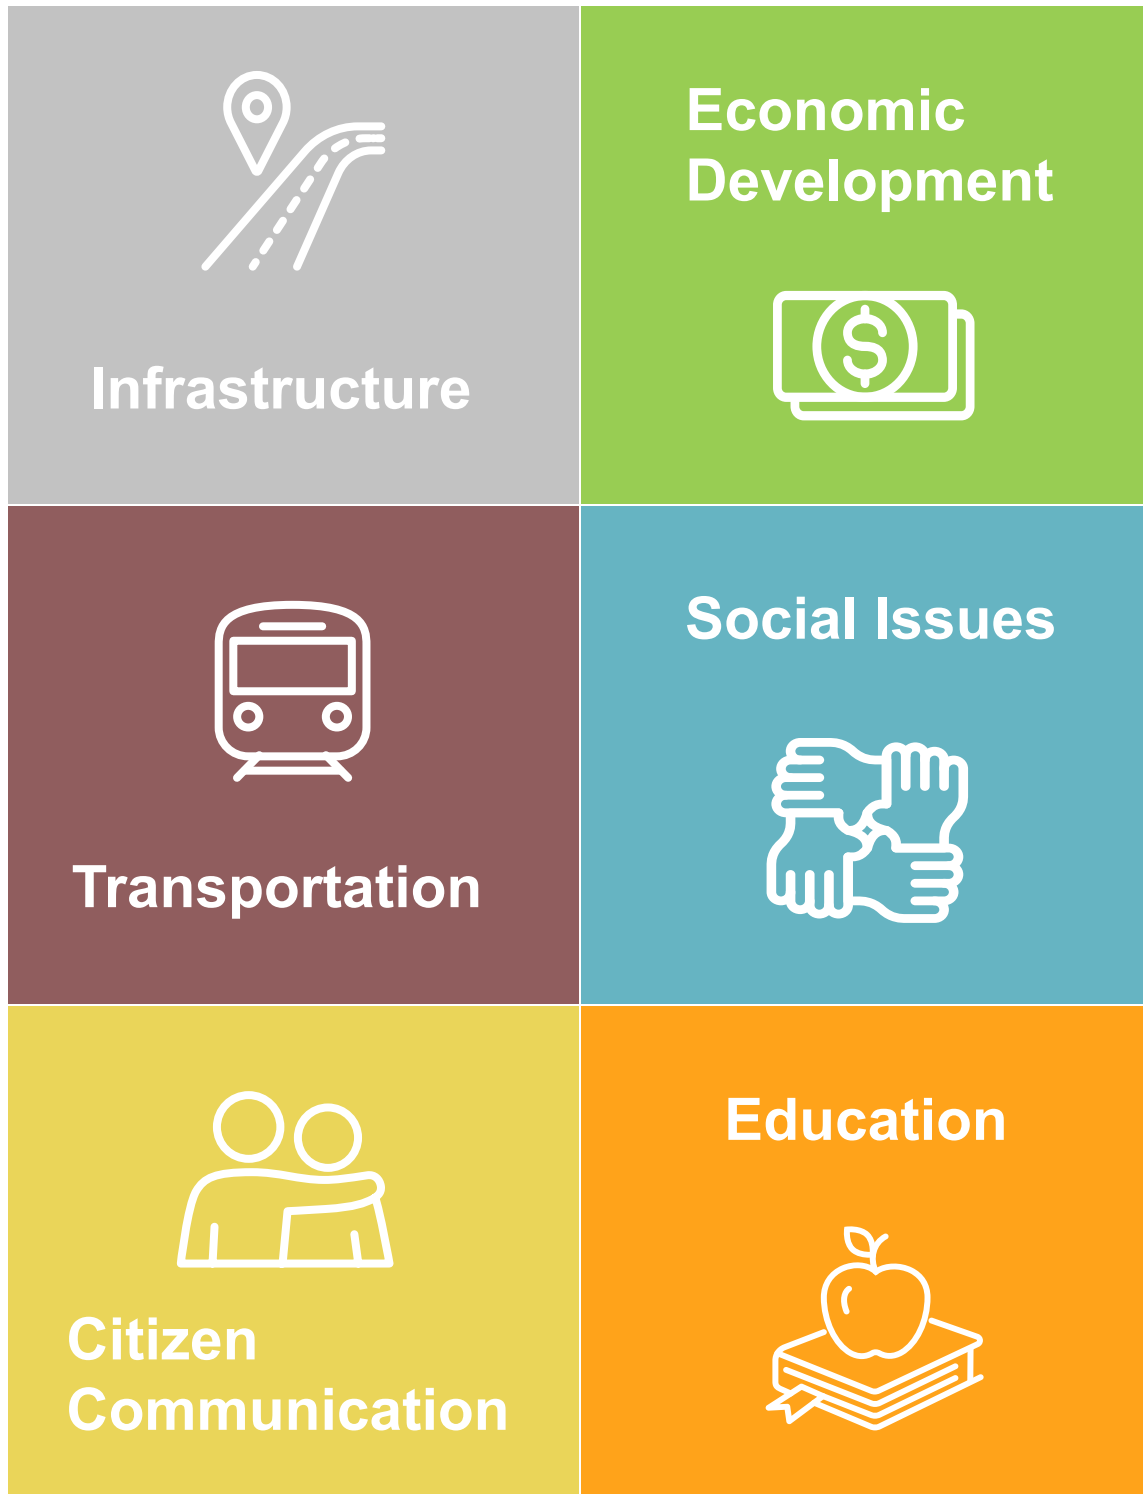 Infrastructure
Economic
Development
$
Transportation
Social Issues
Citizen
Communication
Education